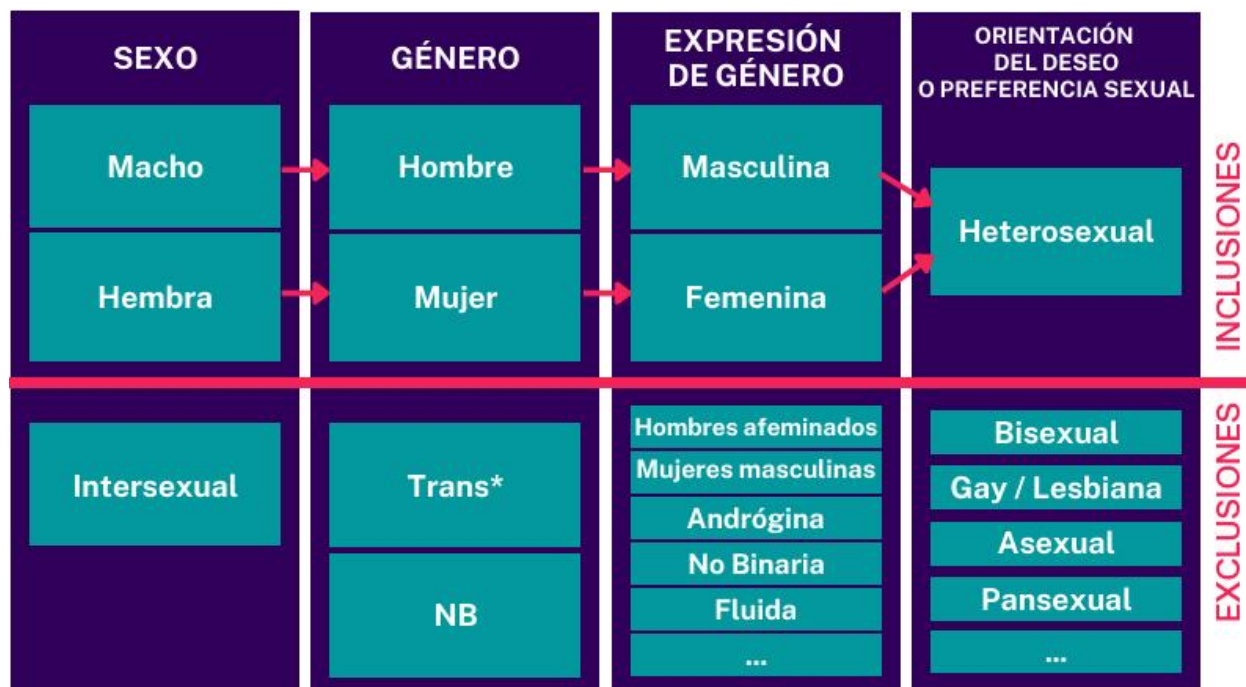 SEXO
Macho
Hembra
Intersexual
GÉNERO
Hombre
Mujer
Trans*
NB
EXPRESIÓN
DE GÉNERO
Masculina
Femenina
Hombres afeminados
Mujeres masculinas
Andrógina
No Binaria
Fluida
...
ORIENTACIÓN
DEL DESEO
O PREFERENCIA SEXUAL
Heterosexual
Bisexual
Gay / Lesbiana
Asexual
Pansexual
...
INCLUSIONES
EXCLUSIONES